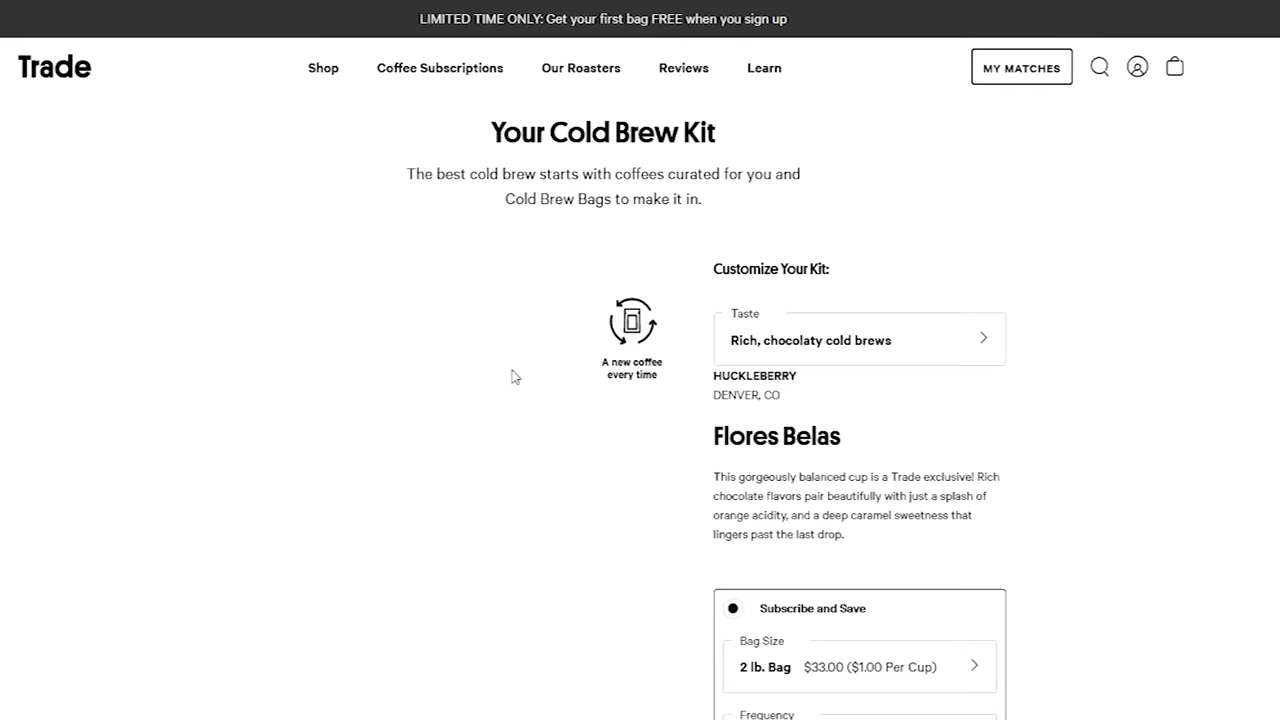 LIMITED TIME ONLY: Get your first bag FREE when you sign up
Trade
Shop
Coffee Subscriptions
Our Roasters
Reviews
Learn
MY MATCHES
Your Cold Brew Kit
The best cold brew starts with coffees curated for you and
Cold Brew Bags to make it in.
A new coffee
every time
Customize Your Kit:
Taste
Rich, chocolaty cold brews
HUCKLEBERRY
DENVER, CO
Flores Belas
This gorgeously balanced cup is a Trade exclusive! Rich
chocolate flavors pair beautifully with just a splash of
orange acidity, and a deep caramel sweetness that
lingers past the last drop.
Subscribe and Save
Bag Size
2 lb. Bag $33.00 ($1.00 Per Cup)
Frequency